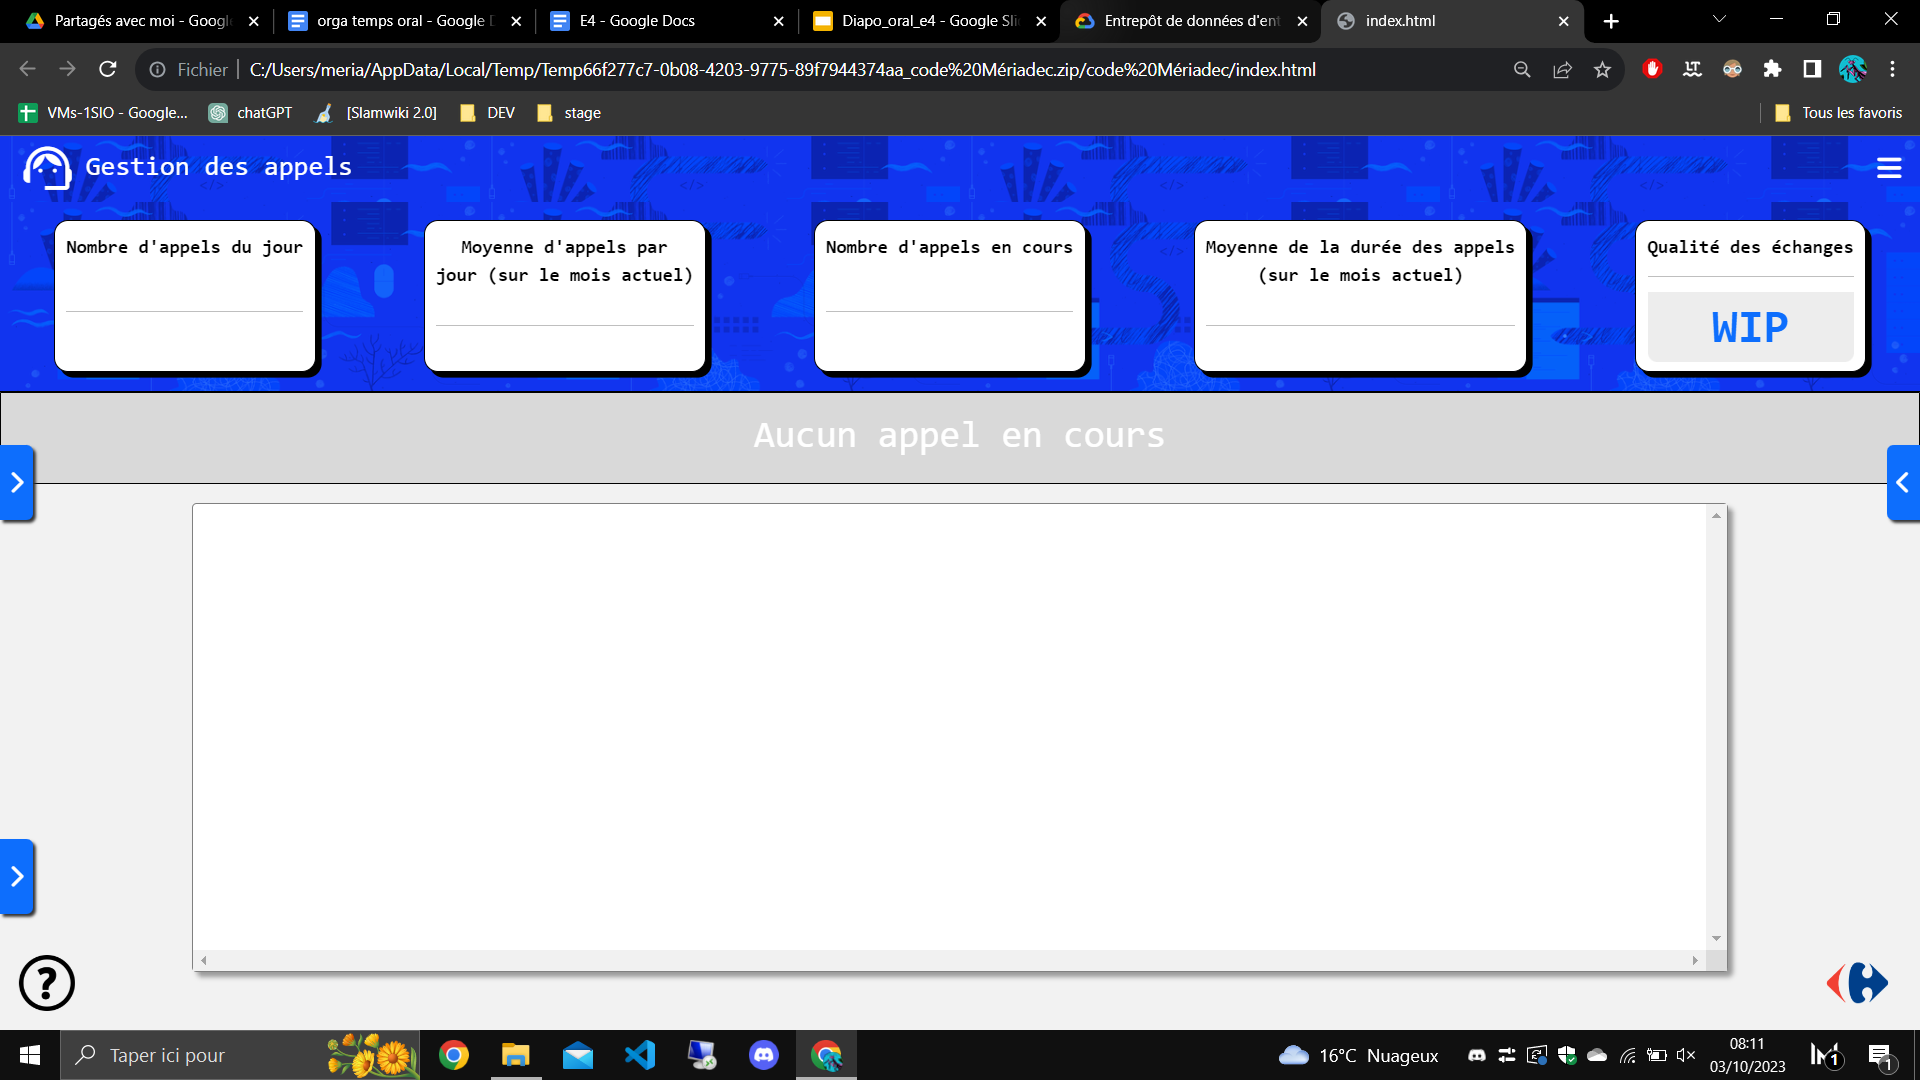 Partagés avec moi - Google
orga temps oral - Google D
E4 - Google Docs
Diapo_oral_e4 - Google Sli
Entrepôt de données d'ent
index.html
Fichier
C:/Users/meria/AppData/Local/Temp/Temp66f277c7-0b08-4203-9775-89f7944374aa_code%20Mériadec.zip/code%20Mériadec/index.html
VMs-1SIO - Google...
chatGPT
[Slamwiki 2.0]
DEV
stage
Tous les favoris
Gestion des appels
Nombre d'appels du jour
Moyenne d'appels par
jour (sur le mois actuel)
Nombre d'appels en cours
Moyenne de la durée des appels
(sur le mois actuel)
Qualité des échanges
WIP
Aucun appel en cours
?
Taper ici pour
16°C Nuageux
08:11
03/10/2023
1
1